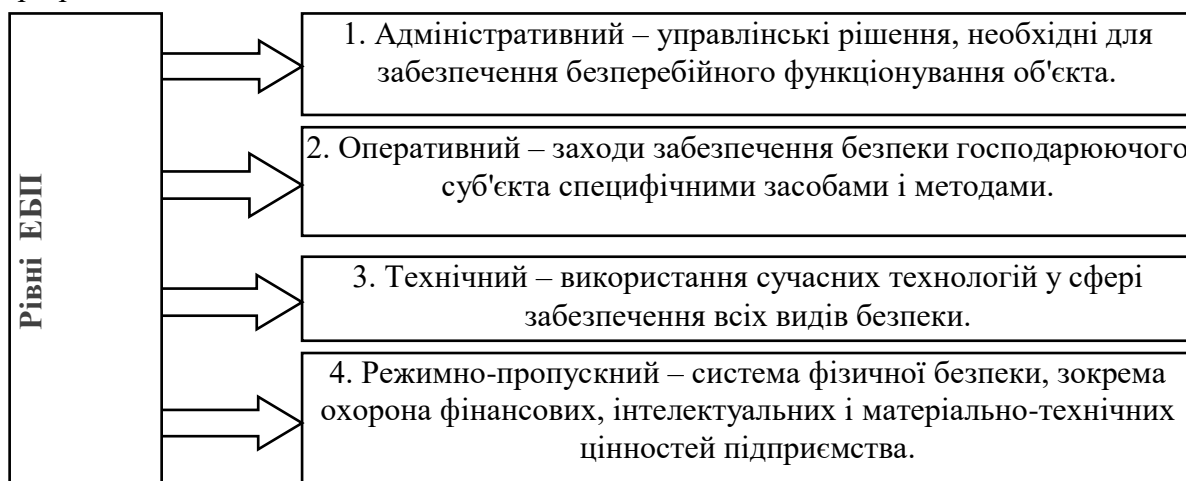 Рівні ЕБП
1. Адміністративний – управлінські рішення, необхідні для
забезпечення безперебійного функціонування об'єкта.
2. Оперативний – заходи забезпечення безпеки господарюючого
суб'єкта специфічними засобами і методами.
3. Технічний – використання сучасних технологій у сфері
забезпечення всіх видів безпеки.
4. Режимно-пропускний – система фізичної безпеки, зокрема
охорона фінансових, інтелектуальних і матеріально-технічних
цінностей підприємства.